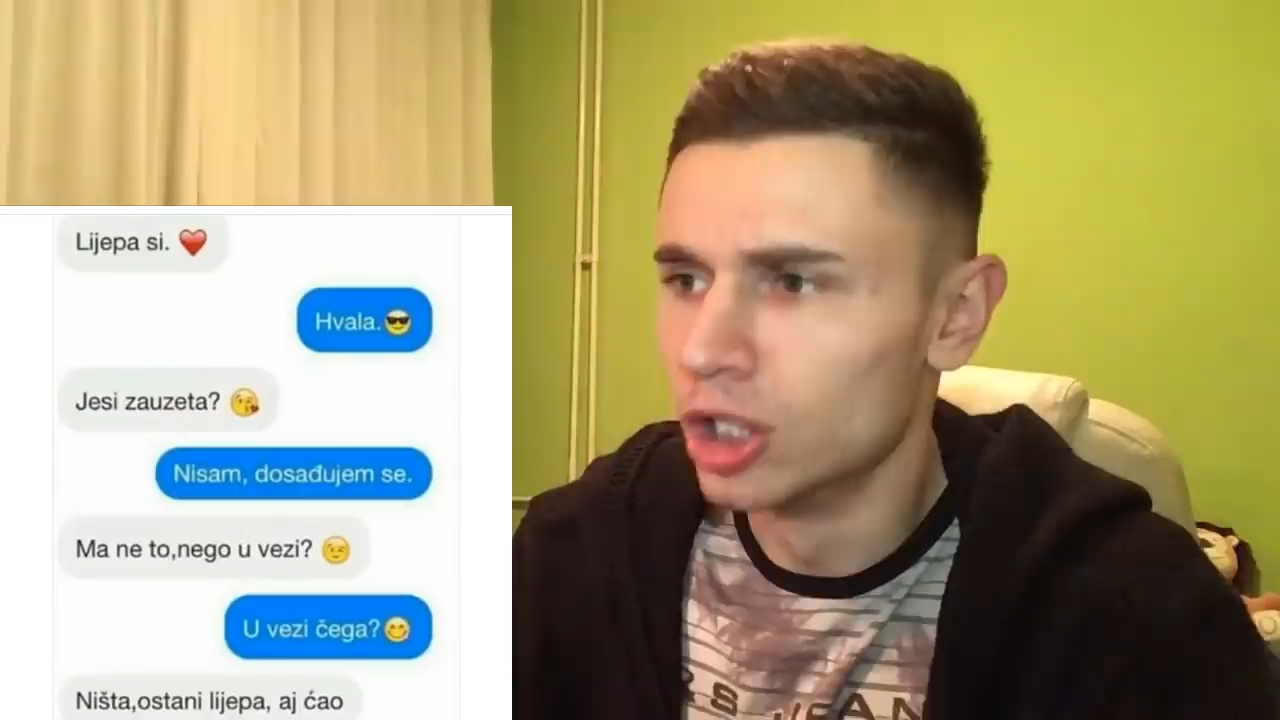 Lijepa si. ❤️
Hvala.😎
Jesi zauzeta? 😘
Nisam, dosađujem se.
Ma ne to,nego u vezi? 😉
U vezi čega?😋
Ništa,ostani lijepa, aj ćao